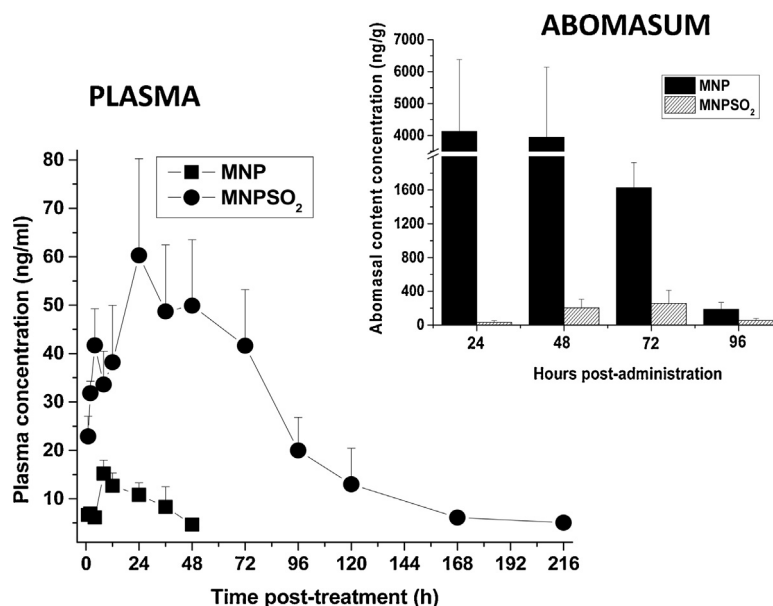 ABOMASUM
Abomasal content concentration (ng/g)
7000
6000
5000
4000
1600
1200
800
400
0
MNP
MNPSO₂
24 48 72 96
Hours post-administration
PLASMA
Plasma concentration (ng/ml)
80
70
60
50
40
30
20
10
MNP
MNPSO₂
0 24 48 72 96 120 144 168 192 216
Time post-treatment (h)